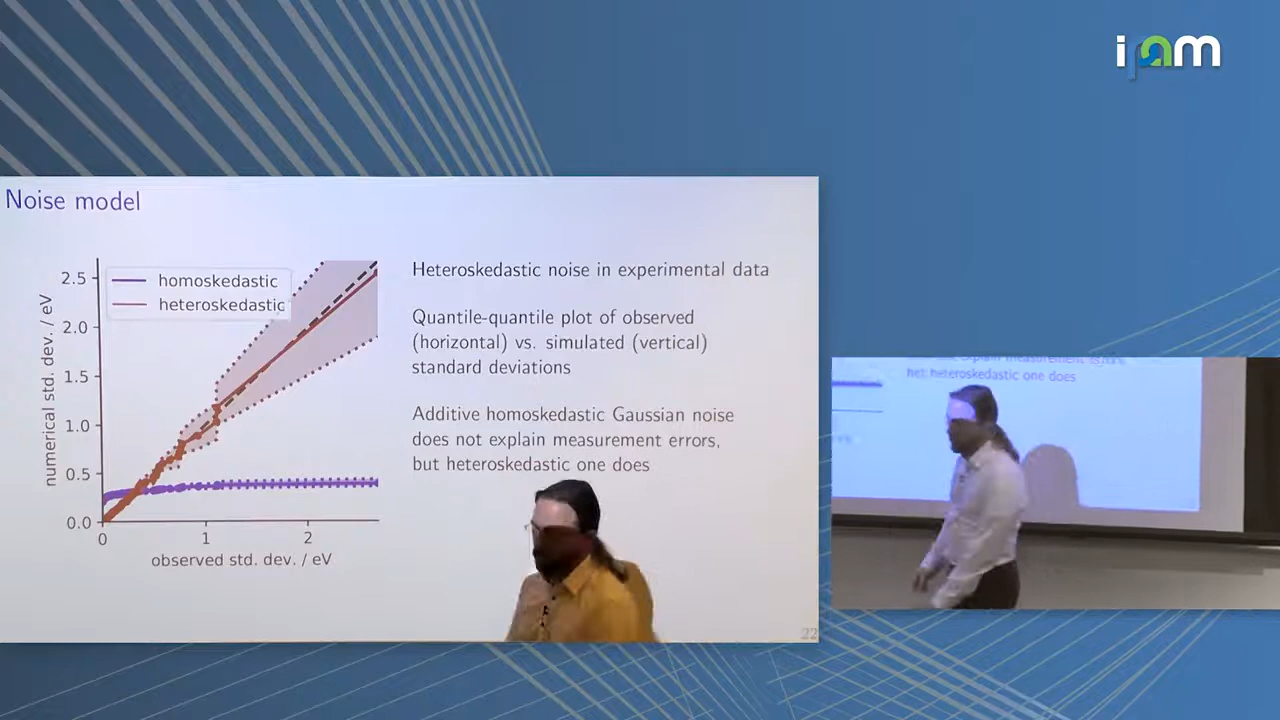 ipam
Noise model
homoskedastic
heteroskedastic
2.5
2.0
1.5
1.0
0.5
0.0
0
1
2
numerical std. dev. / eV
observed std. dev. / eV
Heteroskedastic noise in experimental data
Quantile-quantile plot of observed
(horizontal) vs. simulated (vertical)
standard deviations
Additive homoskedastic Gaussian noise
does not explain measurement errors,
but heteroskedastic one does
22
explain measurement
heteroskedastic one does